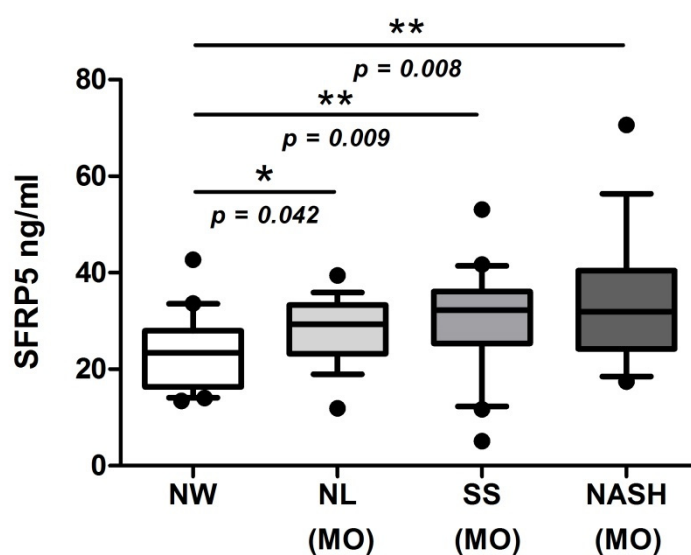 **
p = 0.008
80
**
p = 0.009
60
*
p = 0.042
SFRP5 ng/ml
40
20
0
NW NL SS NASH
(MO) (MO) (MO)